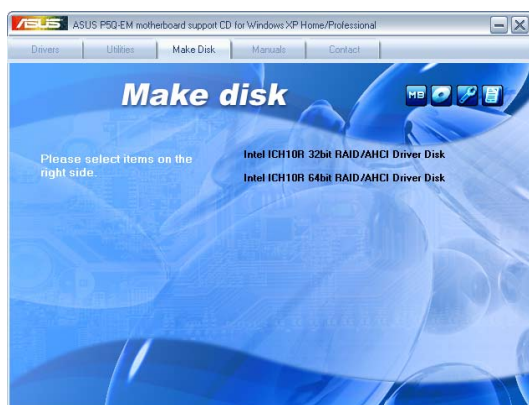 ASUS ASUS P5Q-EM motherboard support CD for Windows XP Home/Professional
Drivers Utilities Make Disk Manuals Contact
Make disk
MB
Please select items on the
right side.
Intel ICH10R 32bit RAID/AHCI Driver Disk
Intel ICH10R 64bit RAID/AHCI Driver Disk